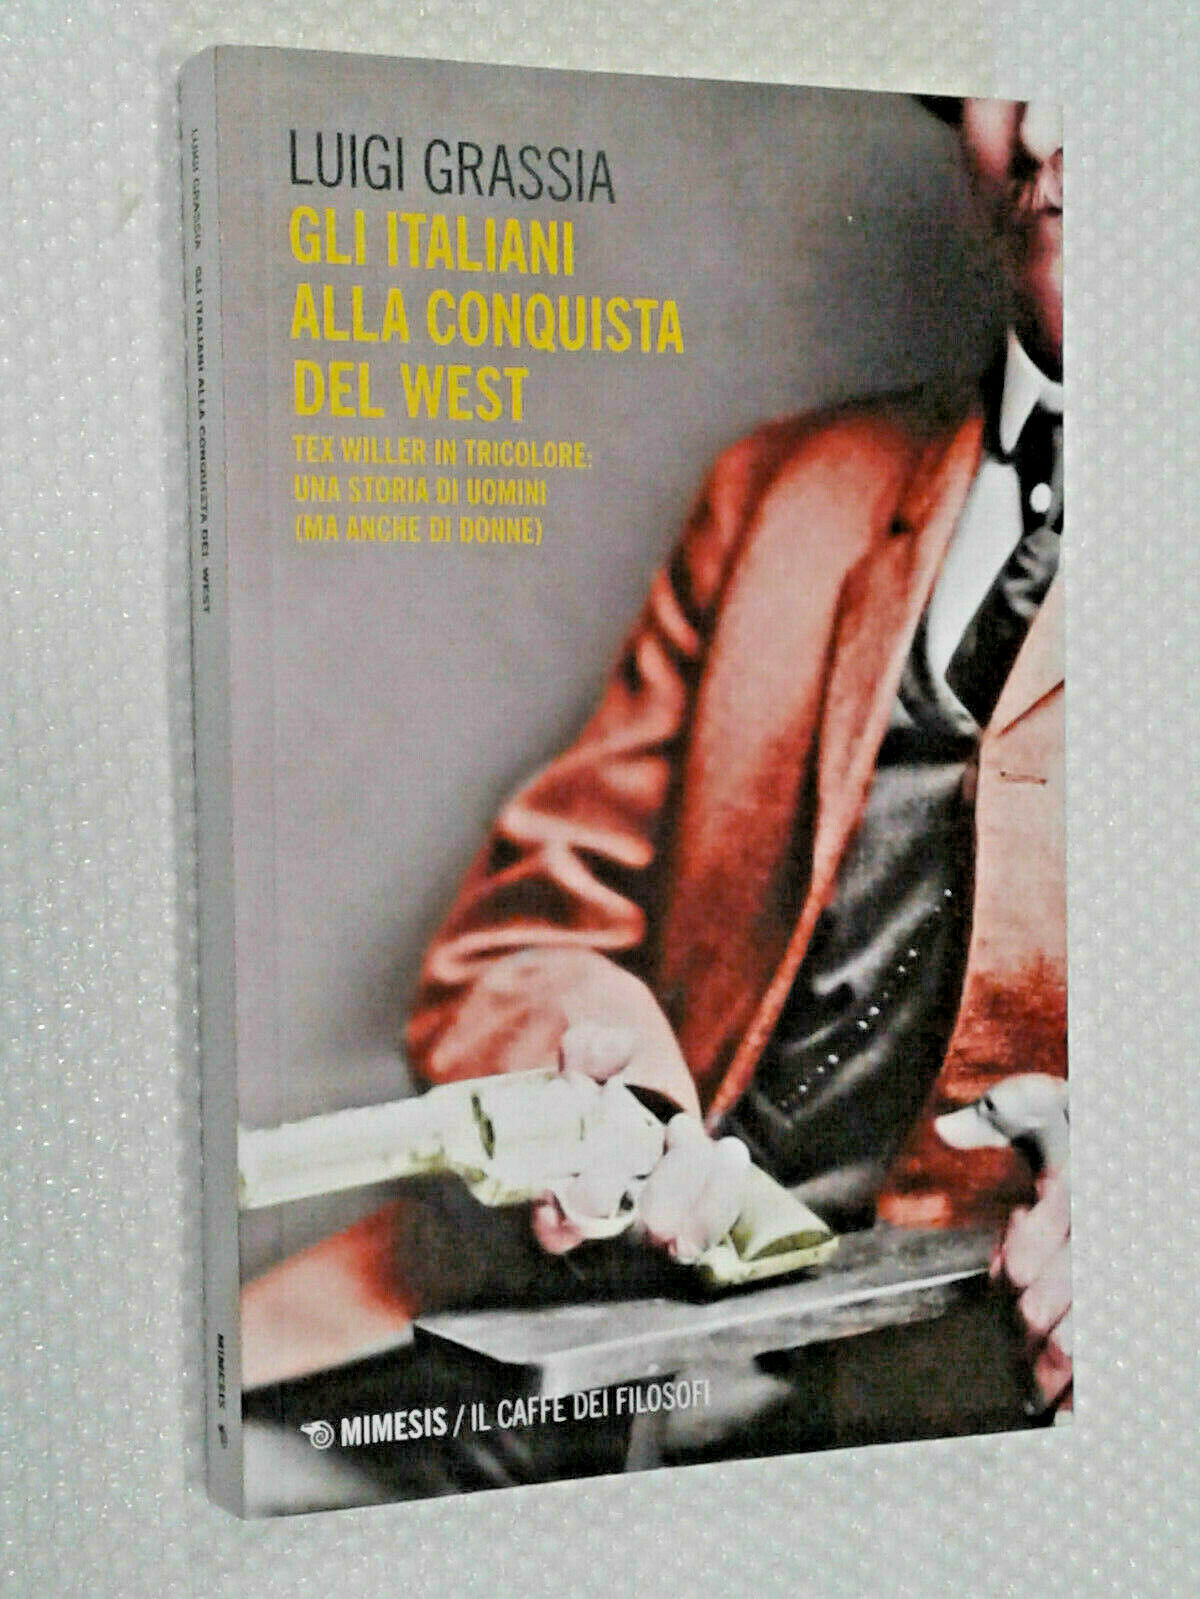 LUIGI GRASSIA
GLI ITALIANI
ALLA CONQUISTA
DEL WEST
TEX WILLER IN TRICOLORE:
UNA STORIA DI UOMINI
(MA ANCHE DI DONNE)
MIMESIS / IL CAFFÈ DEI FILOSOFI
LUIGI GRASSIA GLI ITALIANI ALLA CONQUISTA DEL WEST
MIMESIS